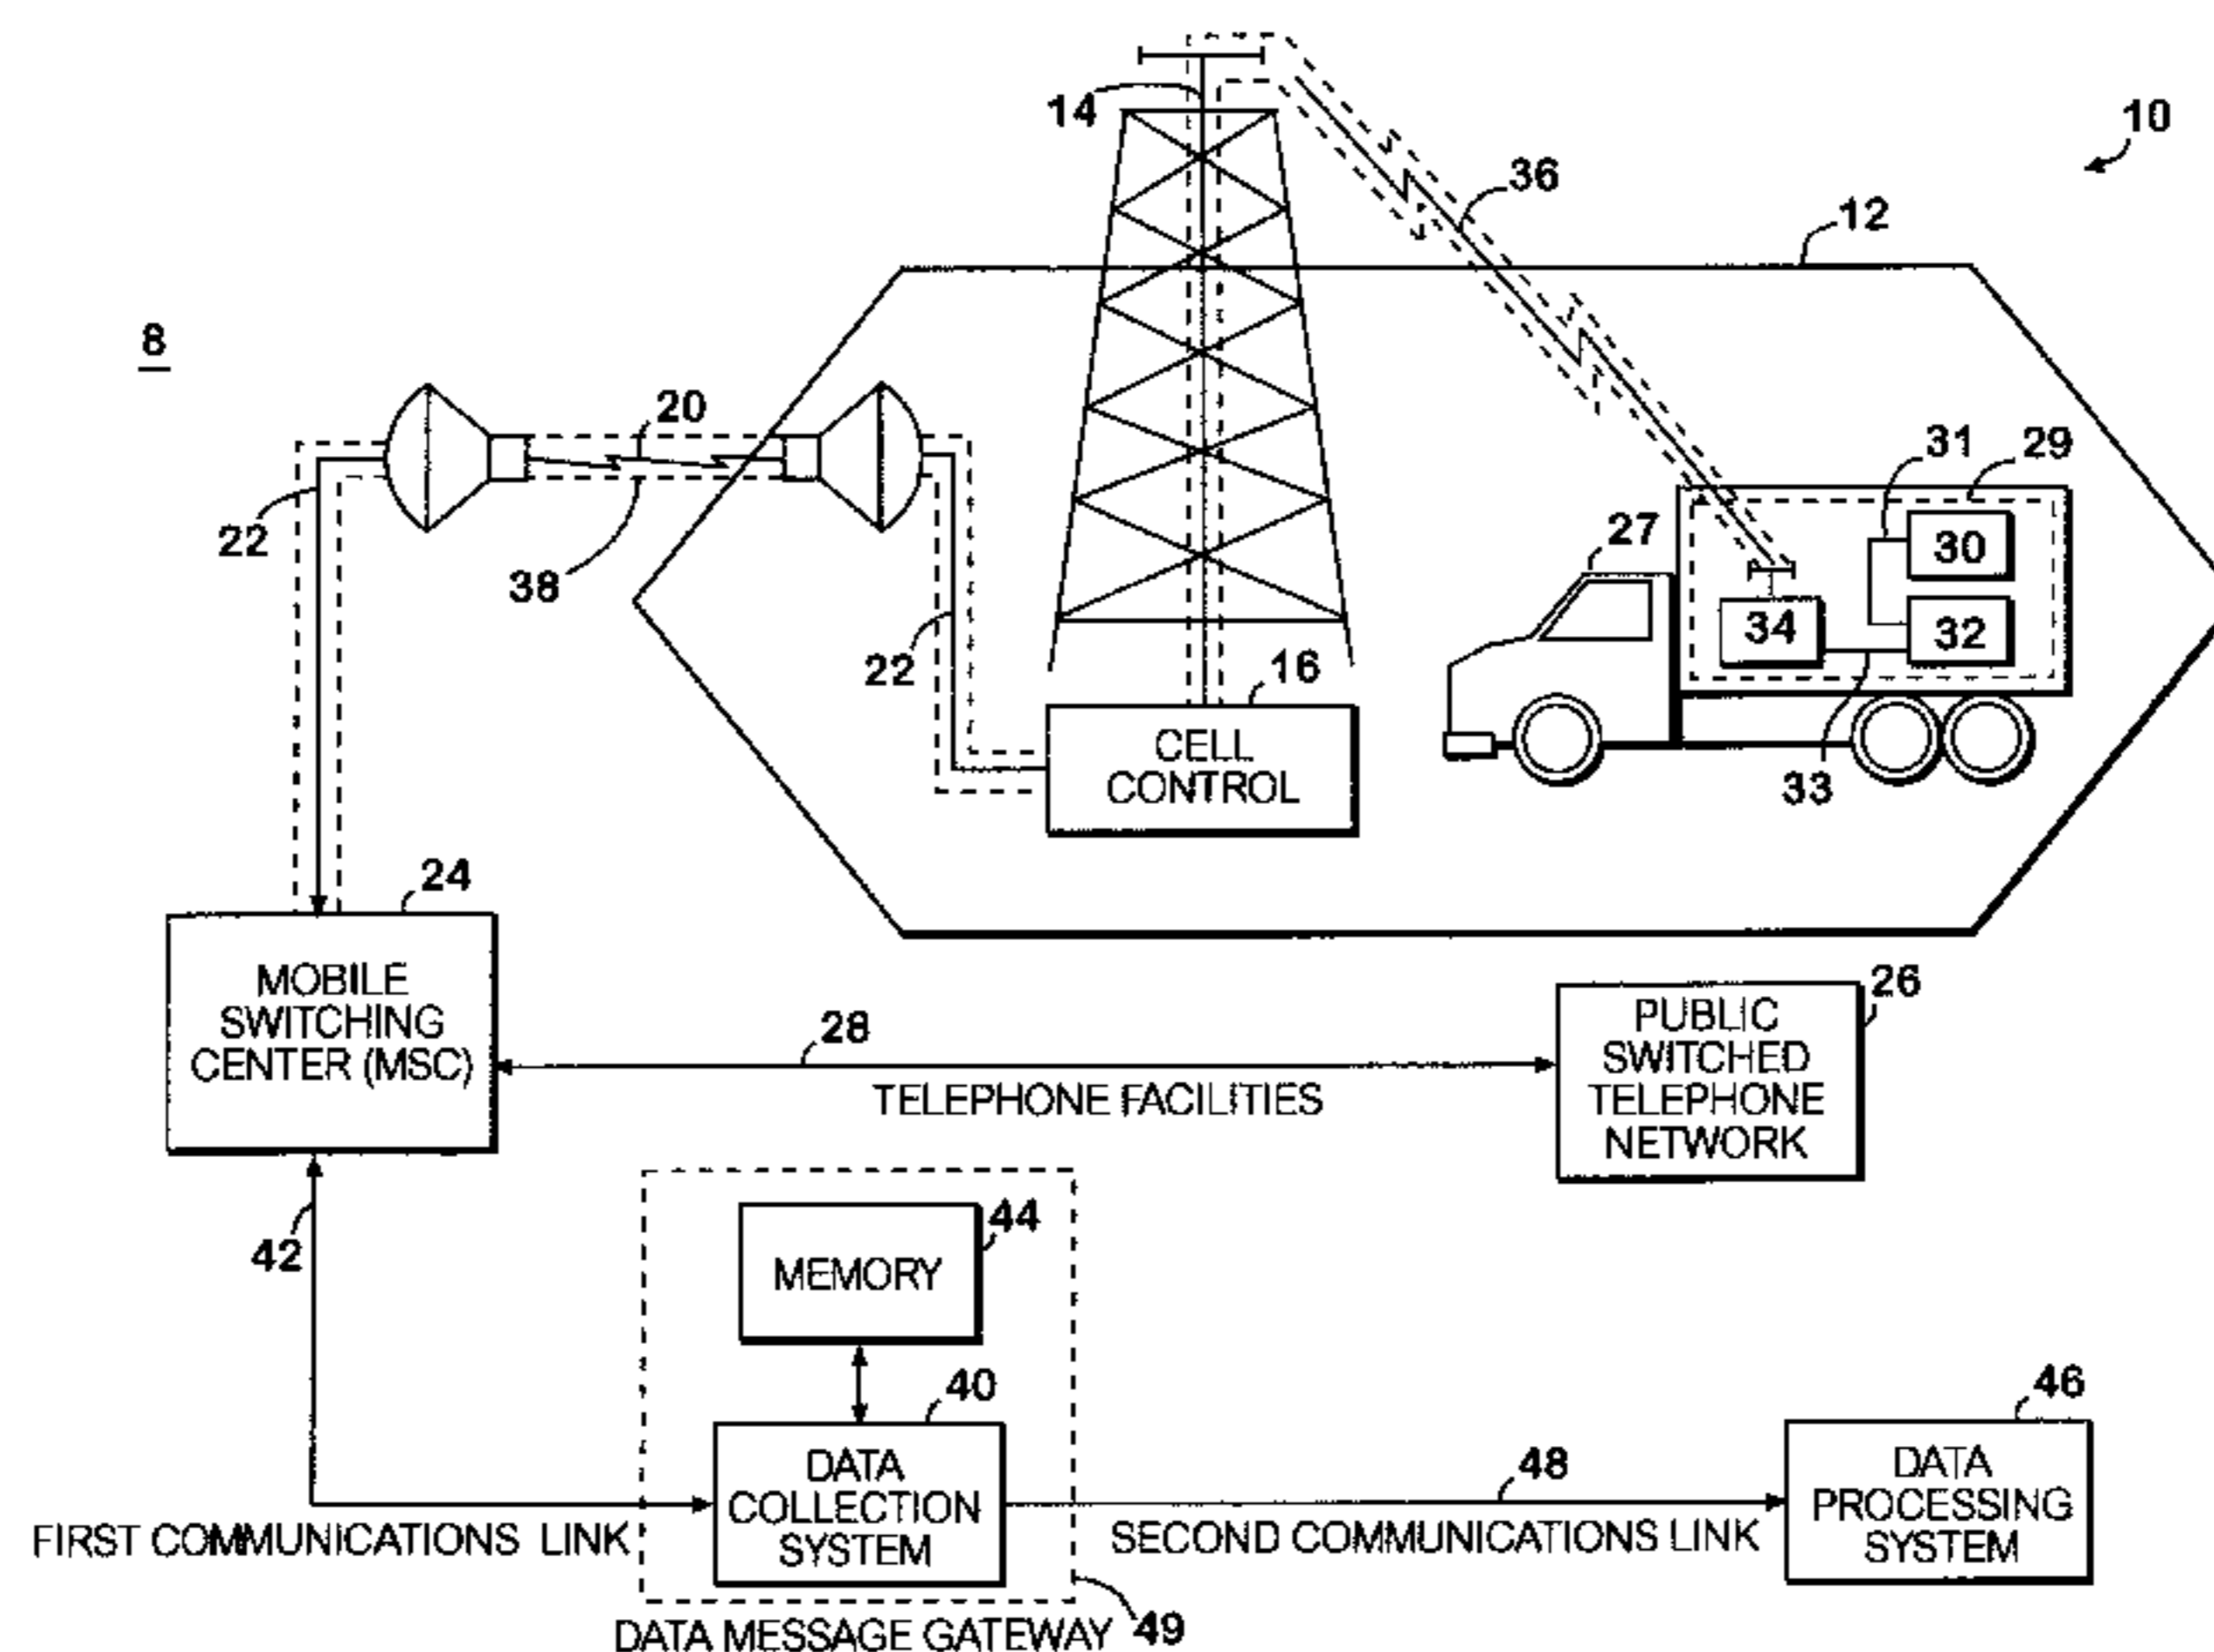 14
10
36
12
8
20
31
29
22
27
30
38
34
32
22
16
CELL
CONTROL
33
24
MOBILE
SWITCHING
CENTER (MSC)
28
26
PUBLIC
SWITCHED
TELEPHONE
NETWORK
TELEPHONE FACILITIES
42
44
MEMORY
40
46
DATA
COLLECTION
SYSTEM
48
DATA
PROCESSING
SYSTEM
FIRST COMMUNICATIONS LINK
SECOND COMMUNICATIONS LINK
DATA MESSAGE GATEWAY 49